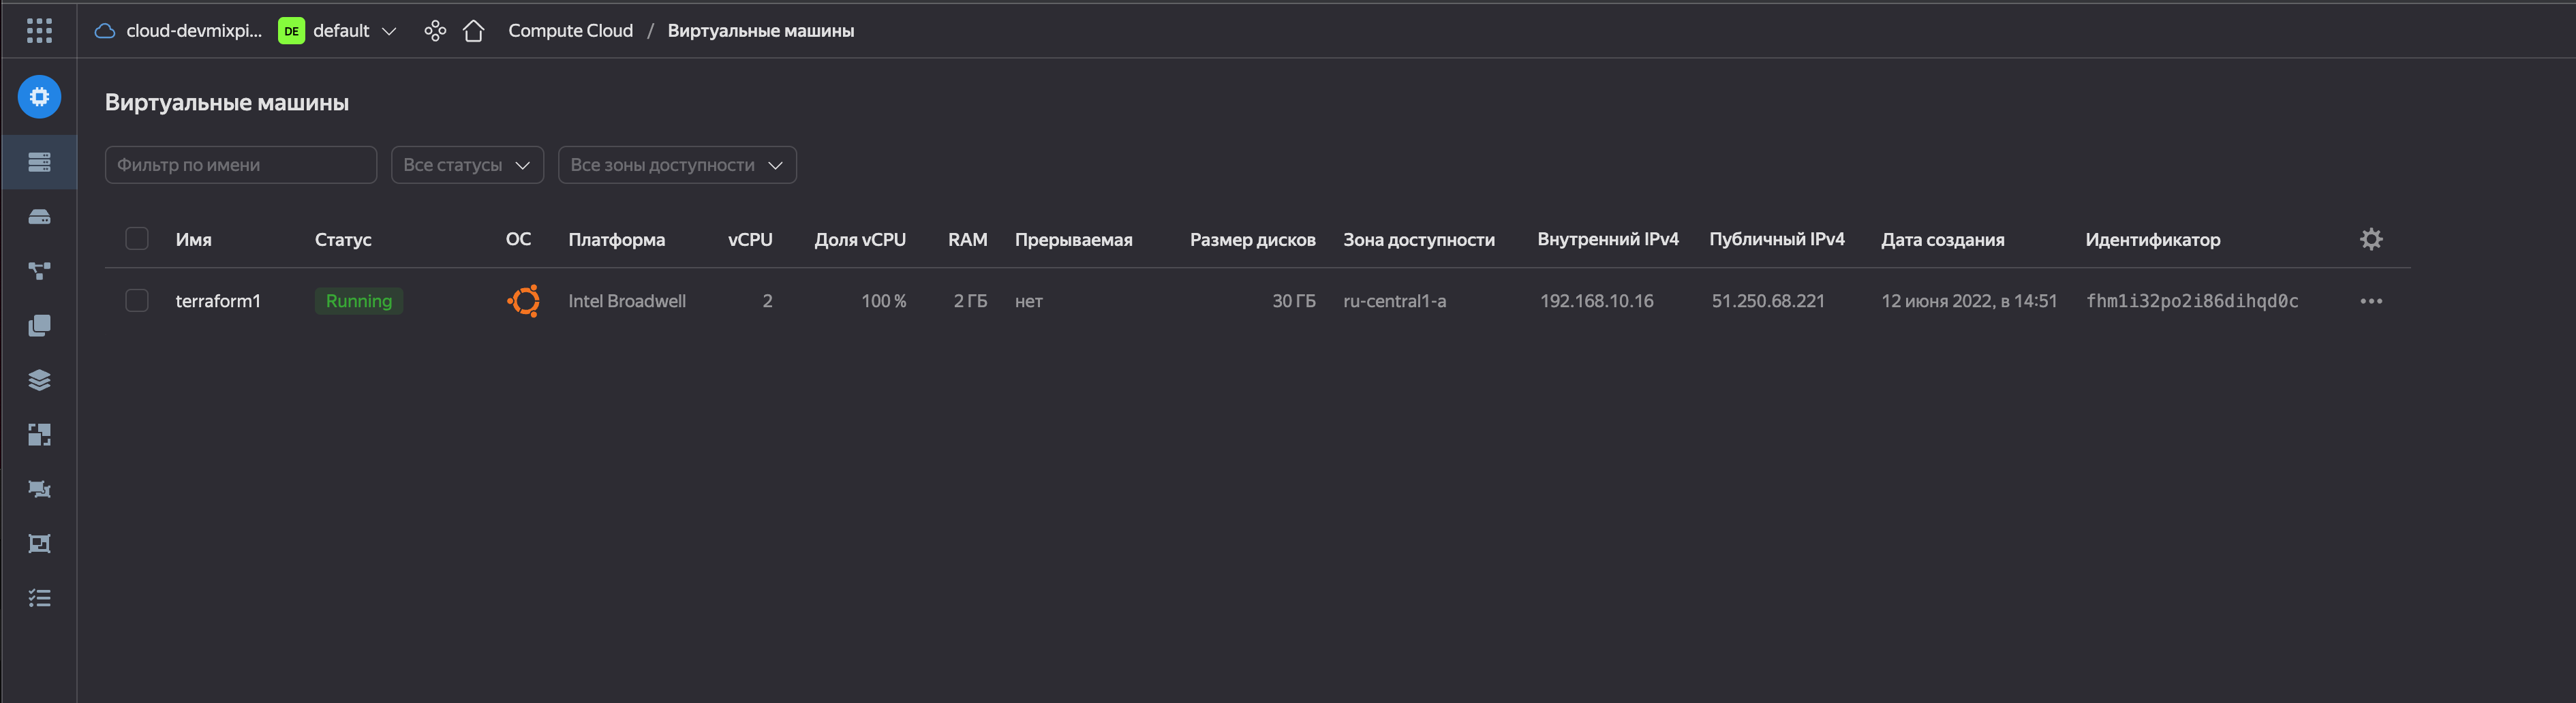 cloud-devmixpi... DE default Compute Cloud / Виртуальные машины
Виртуальные машины
Фильтр по имени Все статусы Все зоны доступности
Имя Статус ОС Платформа vCPU Доля vCPU RAM Прерываемая Размер дисков Зона доступности Внутренний IPv4 Публичный IPv4 Дата создания Идентификатор
terraform1 Running Intel Broadwell 2 100 % 2 ГБ нет 30 ГБ ru-central1-a 192.168.10.16 51.250.68.221 12 июня 2022, в 14:51 fhm1i32po2i86dihqd0c